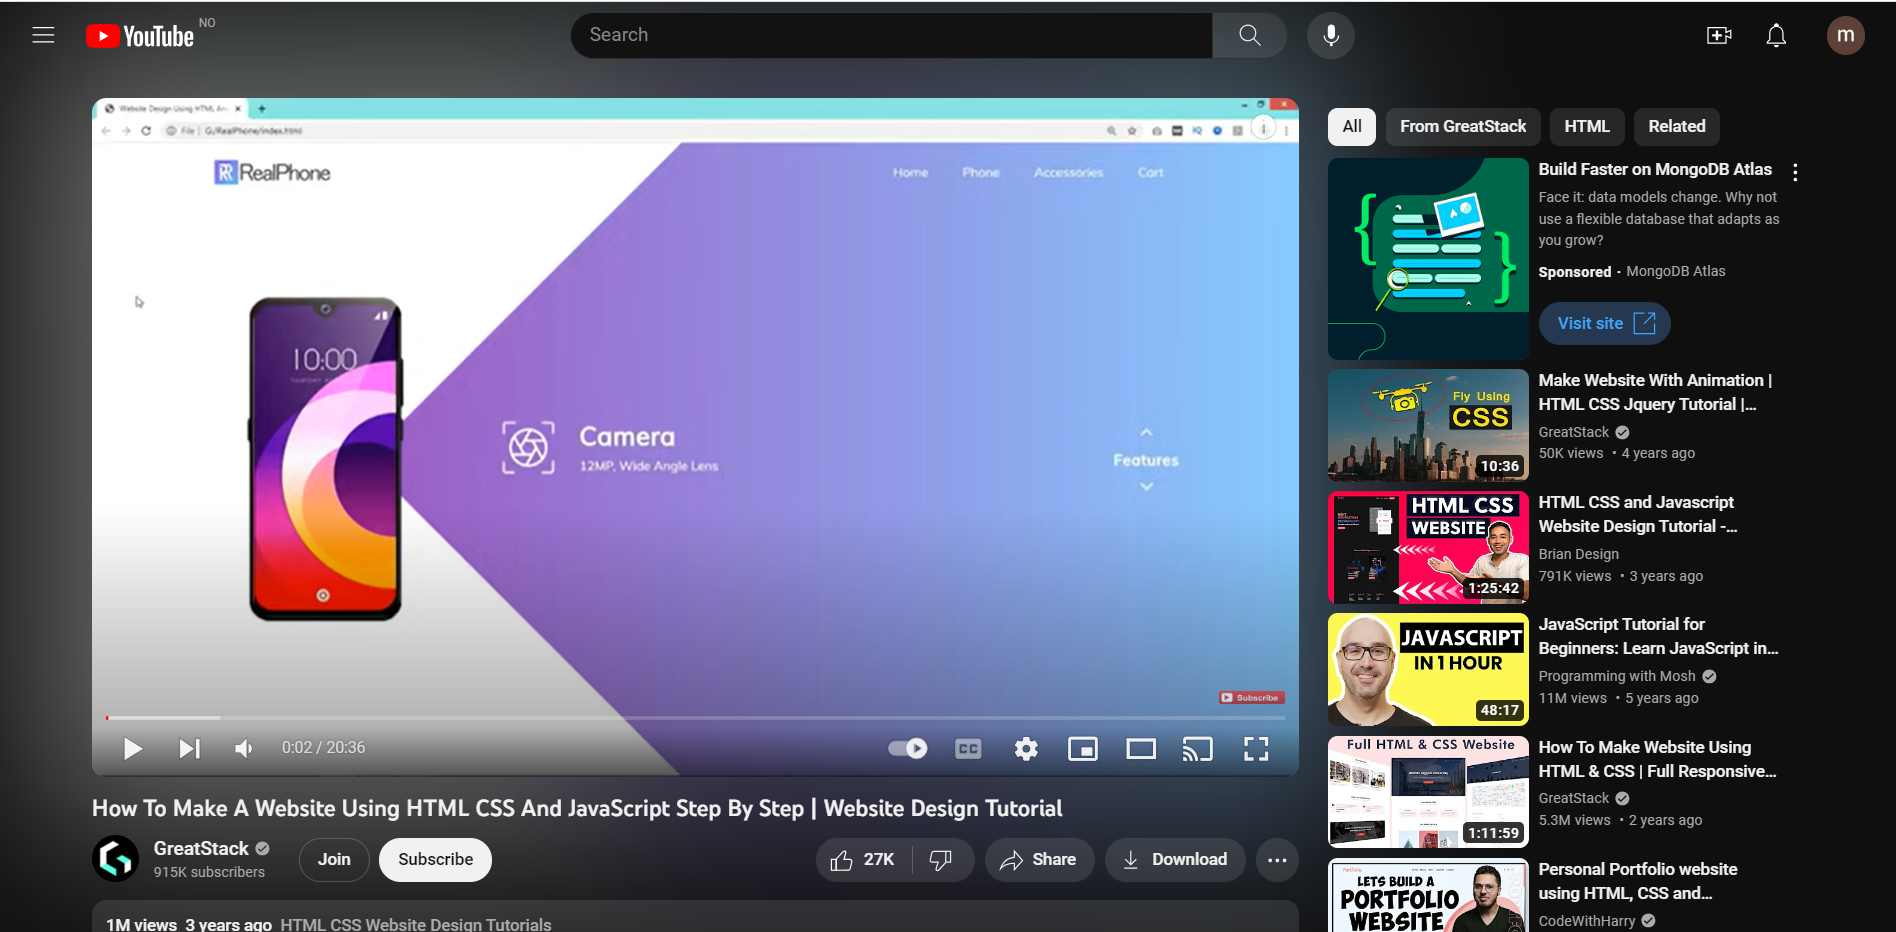 YouTube NO
Search
m
Website Design Using HTML An
File | G:/RealPhone/index.html
RealPhone
Home Phone Accessories Cart
10:00
Camera
12MP, Wide Angle Lens
Features
Subscribe
0:02 / 20:36
CC
How To Make A Website Using HTML CSS And JavaScript Step By Step | Website Design Tutorial
GreatStack
915K subscribers
Join
Subscribe
27K
Share
Download
1M views 3 years ago HTML CSS Website Design Tutorials
All From GreatStack HTML Related
Build Faster on MongoDB Atlas
Face it: data models change. Why not
use a flexible database that adapts as
you grow?
Sponsored · MongoDB Atlas
Visit site
Fly Using
CSS
10:36
Make Website With Animation |
HTML CSS Jquery Tutorial |...
GreatStack
50K views • 4 years ago
HTML CSS
WEBSITE
1:25:42
HTML CSS and Javascript
Website Design Tutorial -...
Brian Design
791K views • 3 years ago
JAVASCRIPT
IN 1 HOUR
48:17
JavaScript Tutorial for
Beginners: Learn JavaScript in...
Programming with Mosh
11M views • 5 years ago
Full HTML & CSS Website
1:11:59
How To Make Website Using
HTML & CSS | Full Responsive...
GreatStack
5.3M views • 2 years ago
Portfolio
LETS BUILD A
PORTFOLIO
WEBSITE
Personal Portfolio website
using HTML, CSS and...
CodeWithHarry